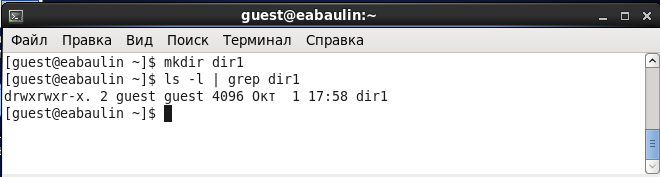 guest@eabaulin:~
Файл Правка Вид Поиск Терминал Справка
[guest@eabaulin ~]$ mkdir dir1
[guest@eabaulin ~]$ ls -l | grep dir1
drwxrwxr-x. 2 guest guest 4096 Окт  1 17:58 dir1
[guest@eabaulin ~]$